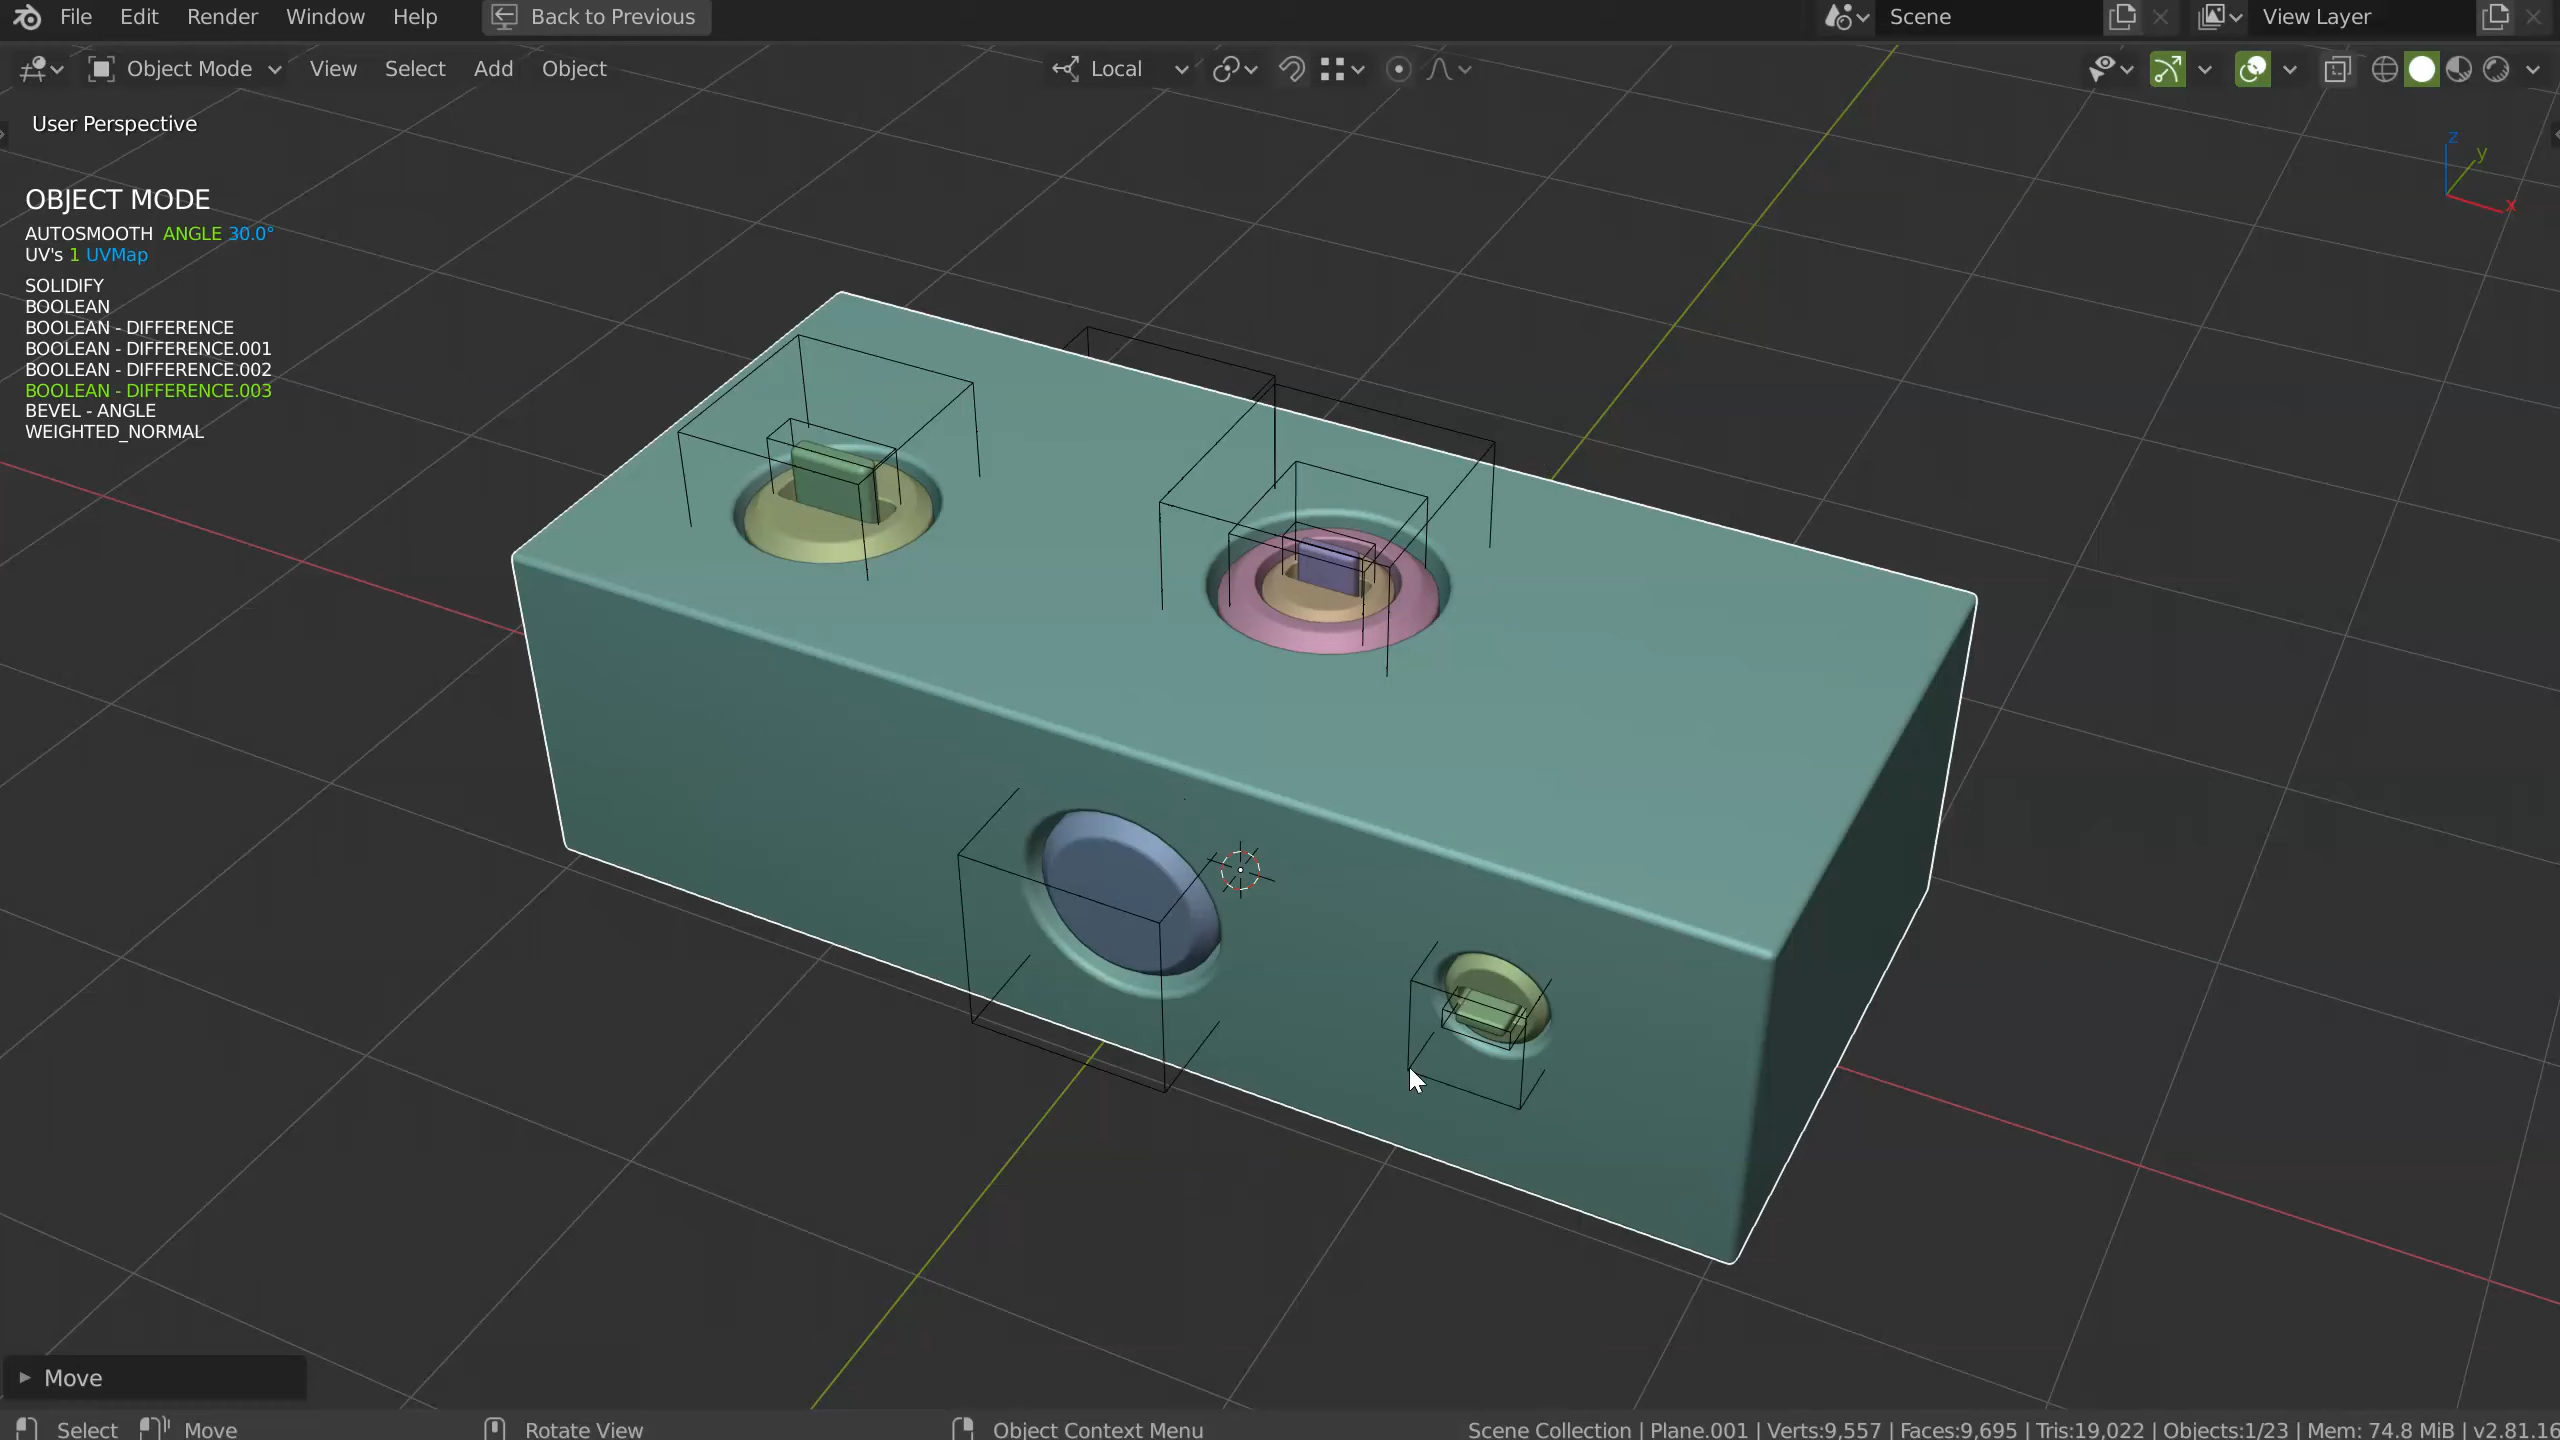 File Edit Render Window Help Back to Previous Scene View Layer
Object Mode View Select Add Object Local
User Perspective
z
y
x
OBJECT MODE
AUTOSMOOTH ANGLE 30.0°
UV's 1 UVMap
SOLIDIFY
BOOLEAN
BOOLEAN - DIFFERENCE
BOOLEAN - DIFFERENCE.001
BOOLEAN - DIFFERENCE.002
BOOLEAN - DIFFERENCE.003
BEVEL - ANGLE
WEIGHTED_NORMAL
Move
Select Move Rotate View Object Context Menu Scene Collection | Plane.001 | Verts:9,557 | Faces:9,695 | Tris:19,022 | Objects:1/23 | Mem: 74.8 MiB | v2.81.16